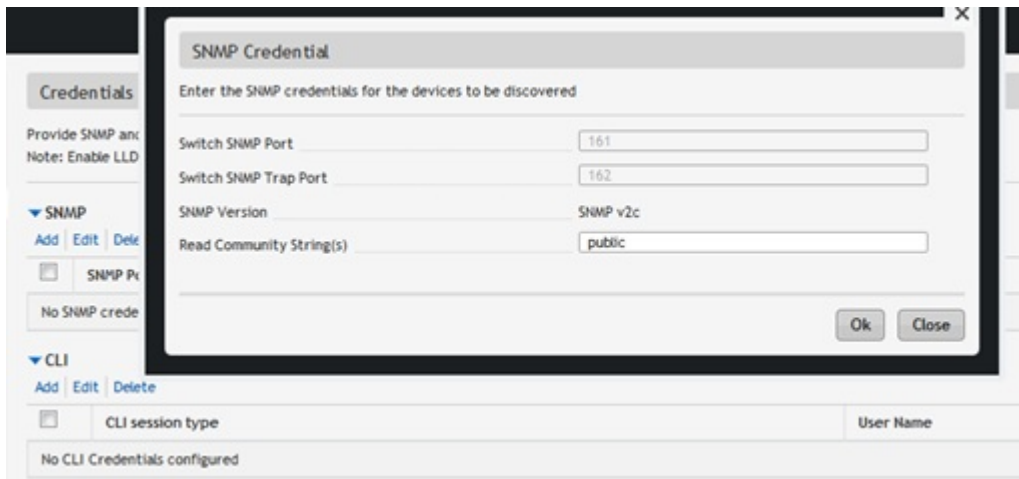 SNMP Credential
Enter the SNMP credentials for the devices to be discovered
Switch SNMP Port 161
Switch SNMP Trap Port 162
SNMP Version SNMP v2c
Read Community String(s) public
Ok Close
Credentials
Provide SNMP and
Note: Enable LLD
SNMP
Add Edit Dele
SNMP Po
No SNMP crede
CLI
Add Edit Delete
CLI session type User Name
No CLI Credentials configured